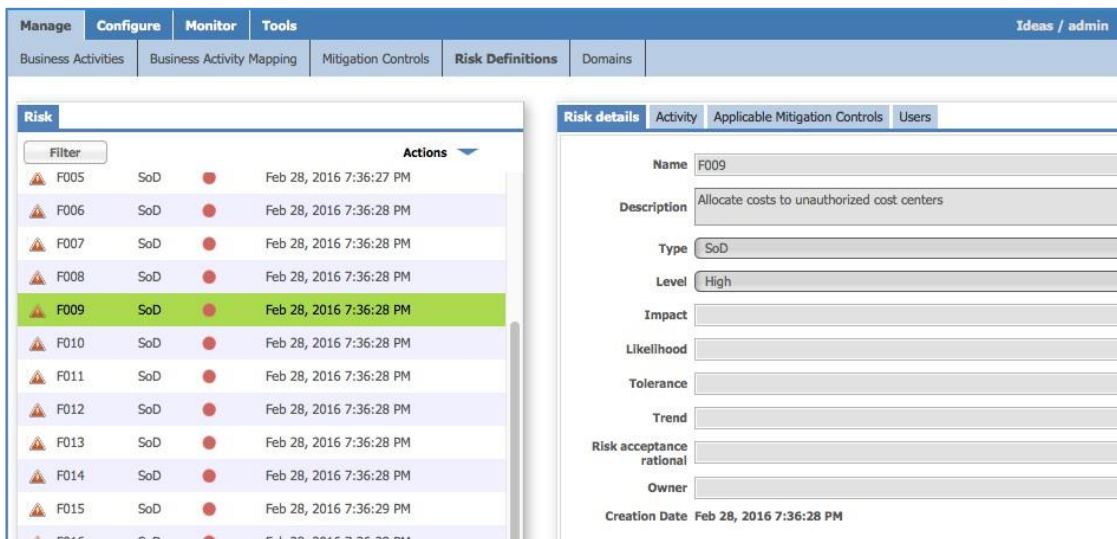 Manage Configure Monitor Tools Ideas / admin
Business Activities Business Activity Mapping Mitigation Controls Risk Definitions Domains
Risk
Filter Actions
F005 SoD Feb 28, 2016 7:36:27 PM
F006 SoD Feb 28, 2016 7:36:28 PM
F007 SoD Feb 28, 2016 7:36:28 PM
F008 SoD Feb 28, 2016 7:36:28 PM
F009 SoD Feb 28, 2016 7:36:28 PM
F010 SoD Feb 28, 2016 7:36:28 PM
F011 SoD Feb 28, 2016 7:36:28 PM
F012 SoD Feb 28, 2016 7:36:28 PM
F013 SoD Feb 28, 2016 7:36:28 PM
F014 SoD Feb 28, 2016 7:36:28 PM
F015 SoD Feb 28, 2016 7:36:29 PM
Risk details Activity Applicable Mitigation Controls Users
Name F009
Description Allocate costs to unauthorized cost centers
Type SoD
Level High
Impact
Likelihood
Tolerance
Trend
Risk acceptance
rational
Owner
Creation Date Feb 28, 2016 7:36:28 PM